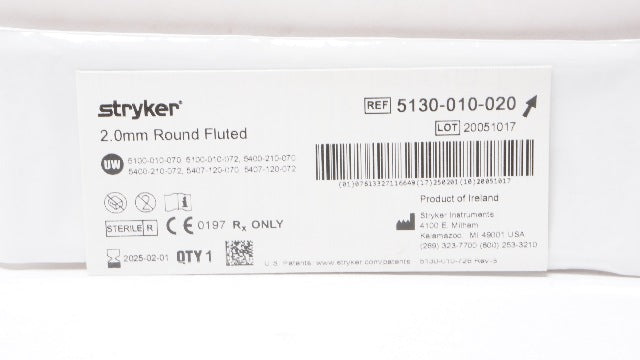 stryker®
REF 5130-010-020
LOT 20051017
2.0mm Round Fluted
UW 5100-010-070, 5100-010-072, 5400-210-070
5400-210-072, 5407-120-070, 5407-120-072
(01)07613327116649(17)250201(10)20051017
Product of Ireland
Stryker Instruments
4100 E. Milham
Kalamazoo, MI 49001 USA
(269) 323-7700 (800) 253-3210
2
STERILE R
CE 0197 Rx ONLY
2025-02-01 QTY 1
U.S. Patents: www.stryker.com/patents